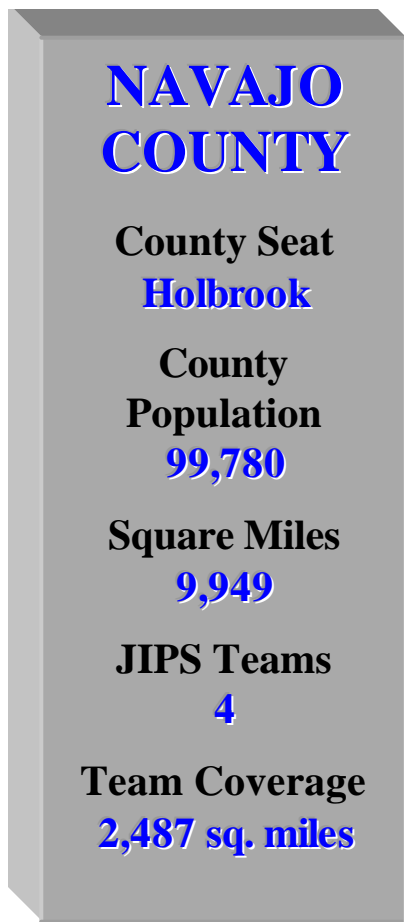 NAVAJO
COUNTY
County Seat
Holbrook
County
Population
99,780
Square Miles
9,949
JIPS Teams
4
Team Coverage
2,487 sq. miles